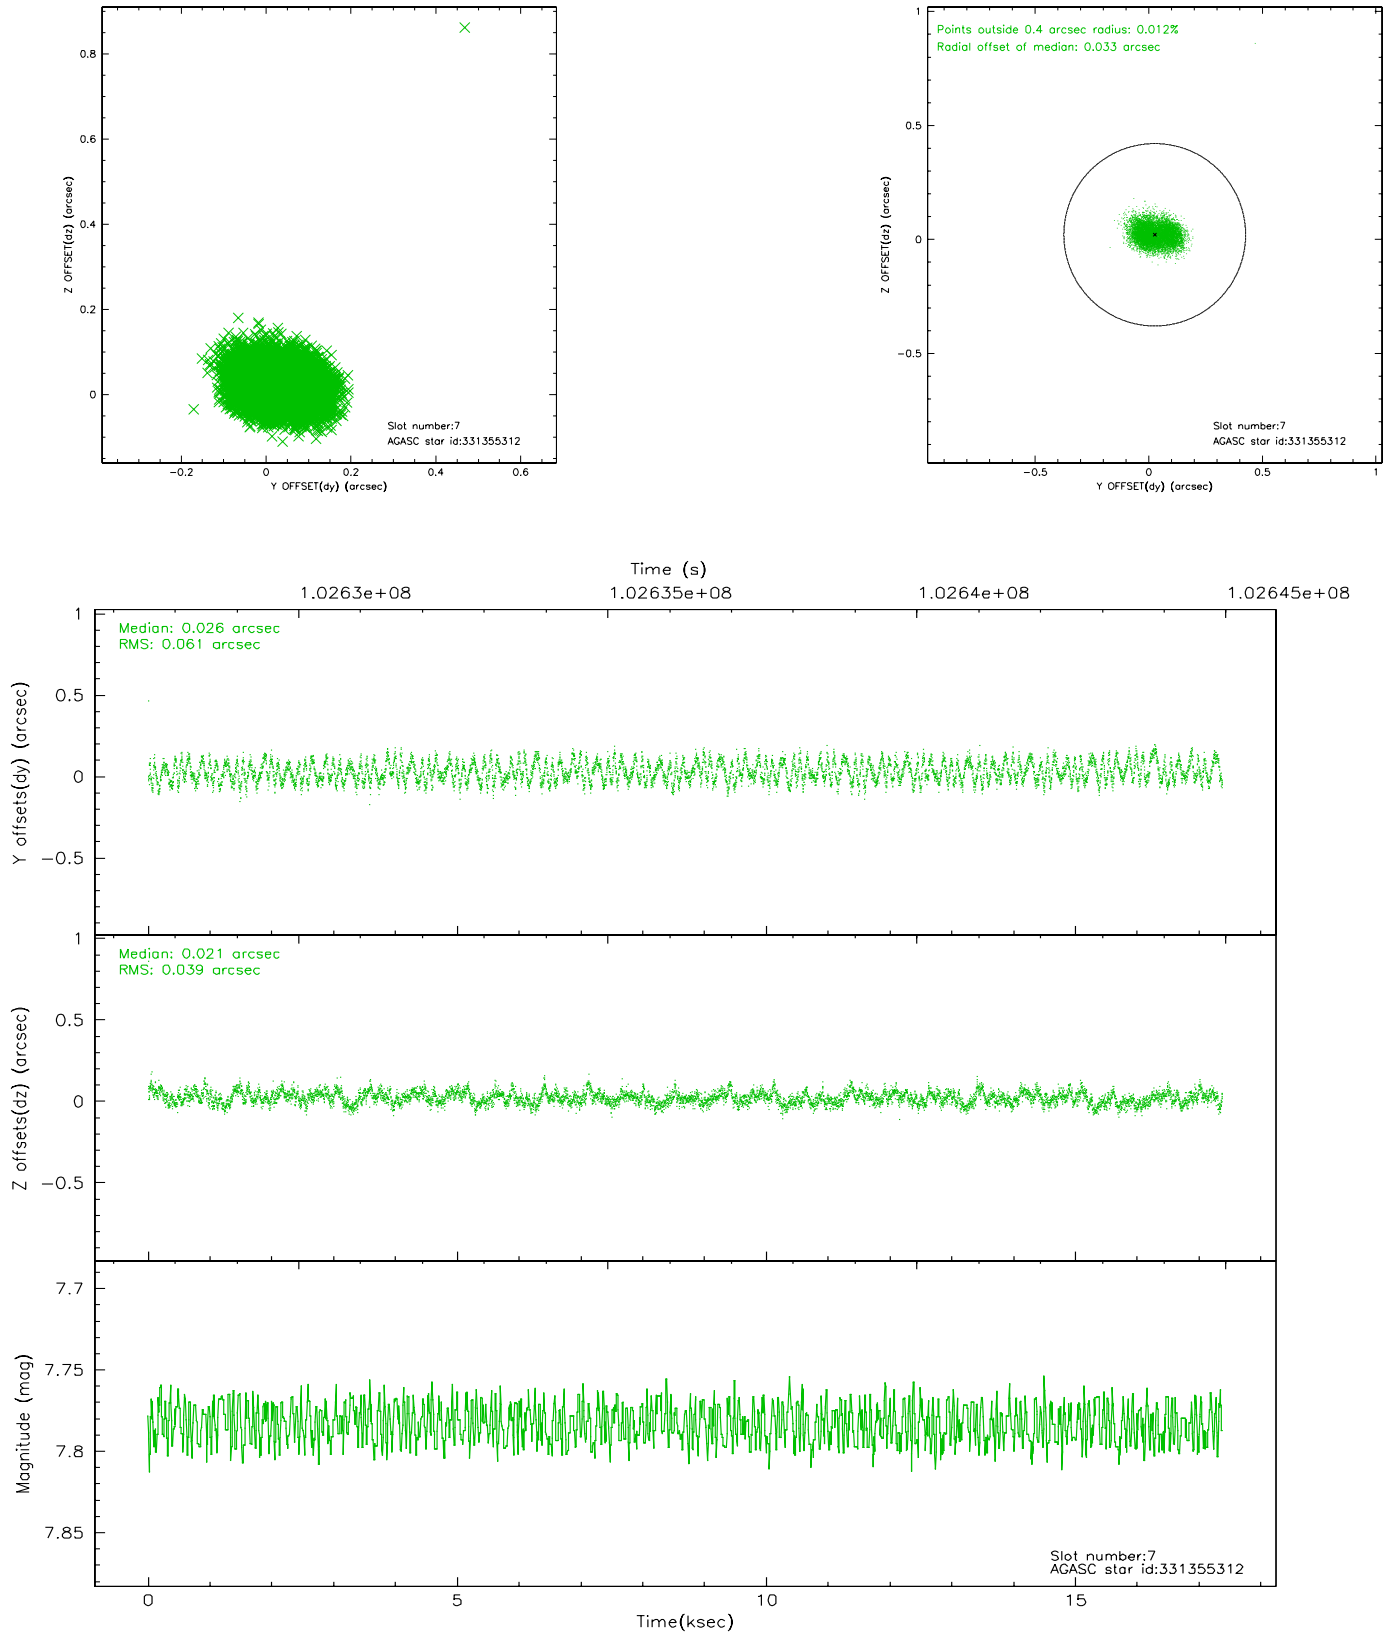 0.8
0.6
0.4
0.2
0
Z OFFSET(dz) (arcsec)
−0.2 0 0.2 0.4 0.6
Y OFFSET(dy) (arcsec)
Slot number:7
AGASC star id:331355312
Points outside 0.4 arcsec radius: 0.012%
Radial offset of median: 0.033 arcsec
1
0.5
0
−0.5
Z OFFSET(dz) (arcsec)
−0.5 0 0.5 1
Y OFFSET(dy) (arcsec)
Slot number:7
AGASC star id:331355312
Time (s)
1.0263e+08 1.02635e+08 1.0264e+08 1.02645e+08
Median: 0.026 arcsec
RMS: 0.061 arcsec
1
0.5
0
−0.5
Y offsets(dy) (arcsec)
Median: 0.021 arcsec
RMS: 0.039 arcsec
1
0.5
0
−0.5
Z offsets(dz) (arcsec)
7.7
7.75
7.8
7.85
Magnitude (mag)
Slot number:7
AGASC star id:331355312
0 5 10 15
Time(ksec)